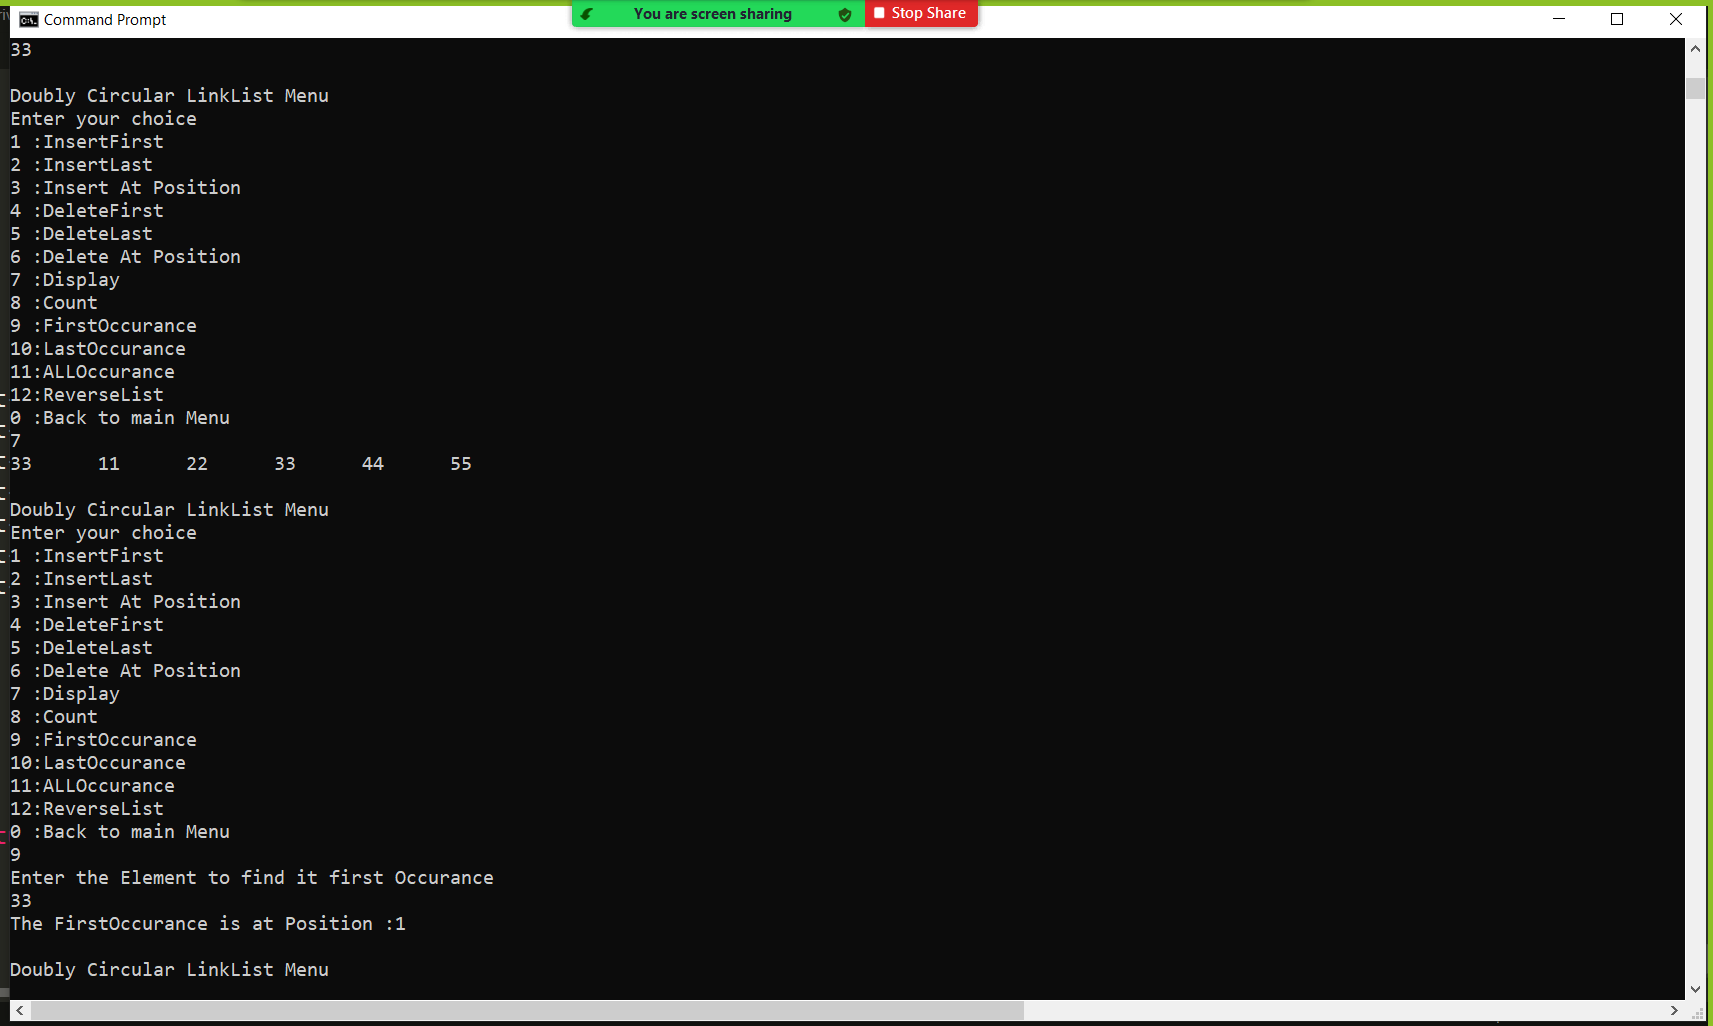 Command Prompt
You are screen sharing
Stop Share
33
Doubly Circular LinkList Menu
Enter your choice
1 :InsertFirst
2 :InsertLast
3 :Insert At Position
4 :DeleteFirst
5 :DeleteLast
6 :Delete At Position
7 :Display
8 :Count
9 :FirstOccurance
10:LastOccurance
11:ALLOccurance
12:ReverseList
0 :Back to main Menu
7
33      11      22      33      44      55
Doubly Circular LinkList Menu
Enter your choice
1 :InsertFirst
2 :InsertLast
3 :Insert At Position
4 :DeleteFirst
5 :DeleteLast
6 :Delete At Position
7 :Display
8 :Count
9 :FirstOccurance
10:LastOccurance
11:ALLOccurance
12:ReverseList
0 :Back to main Menu
9
Enter the Element to find it first Occurance
33
The FirstOccurance is at Position :1
Doubly Circular LinkList Menu